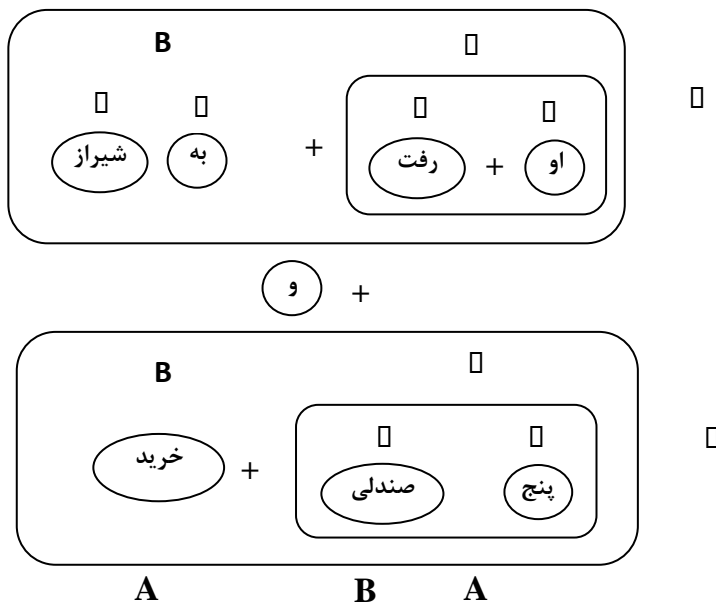 B
او + رفت + به شیراز
+ و
B
پنج صندلی + خرید
A B A